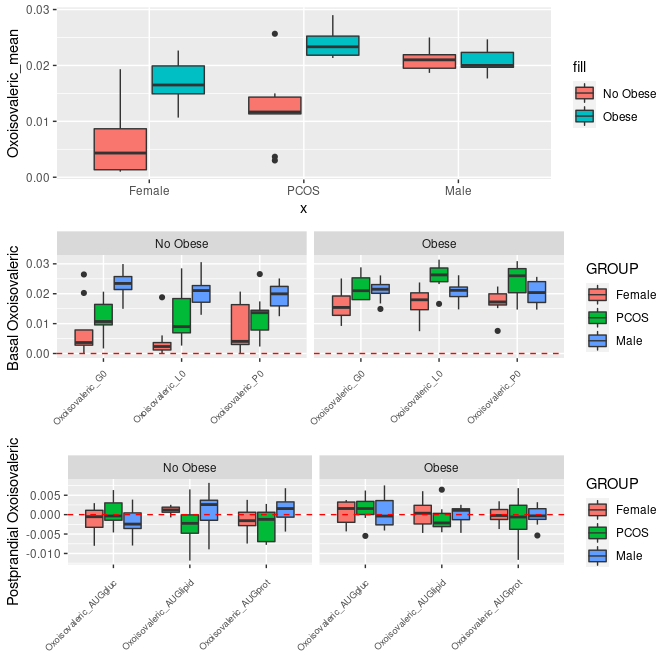 Oxoisovaleric_mean
0.03
0.02
0.01
0.00
Female
PCOS
Male
x
fill
No Obese
Obese
Basal Oxoisovaleric
No Obese
Obese
0.03
0.02
0.01
0.00
Oxoisovaleric_G0
Oxoisovaleric_L0
Oxoisovaleric_P0
Oxoisovaleric_G0
Oxoisovaleric_L0
Oxoisovaleric_P0
GROUP
Female
PCOS
Male
Postprandial Oxoisovaleric
No Obese
Obese
0.005
0.000
-0.005
-0.010
Oxoisovaleric_AUGgluc
Oxoisovaleric_AUGlipid
Oxoisovaleric_AUGprot
Oxoisovaleric_AUGgluc
Oxoisovaleric_AUGlipid
Oxoisovaleric_AUGprot
GROUP
Female
PCOS
Male